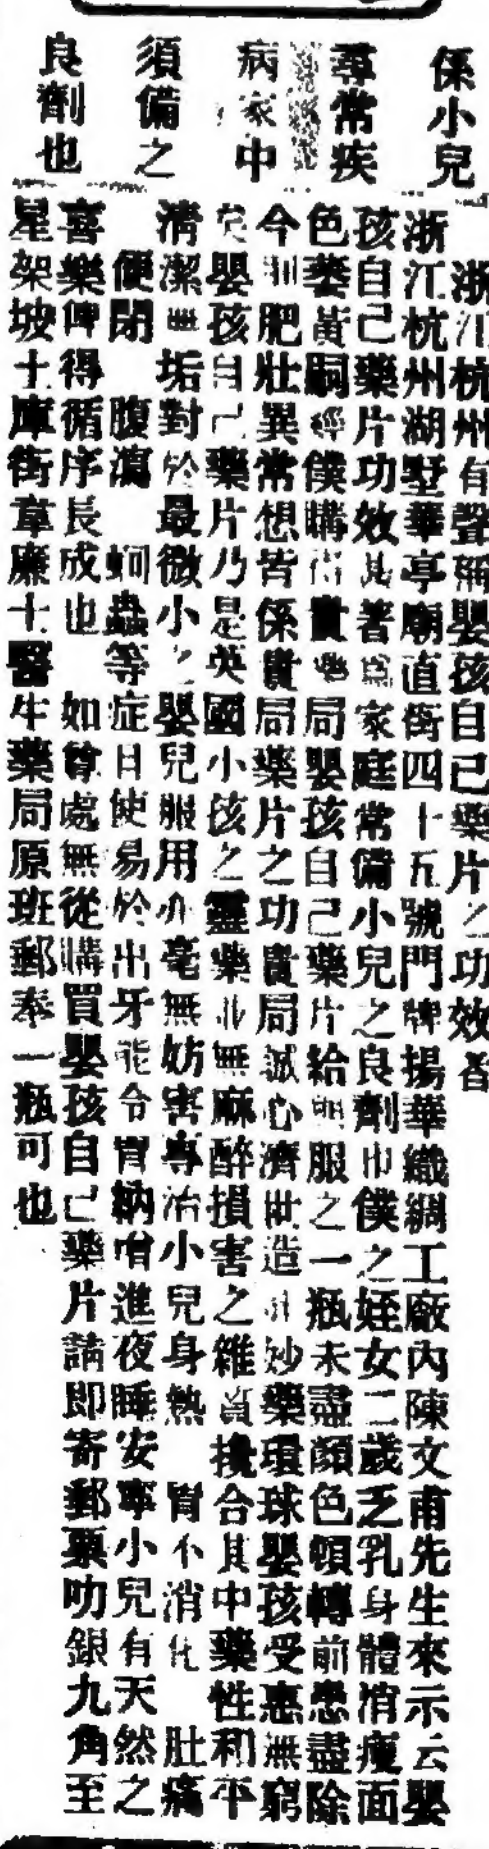 係小兒
尋常疾
病家中
須備之
良劑也
浙江杭州有聲稱嬰孩自己藥片之功效者
浙江杭州湖墅華亭廟直街四十五號門牌揚華織綢工廠內陳文甫先生來示云嬰
孩自己藥片功效甚著為家庭常備小兒之良劑也僕之姪女二歲乏乳身體消瘦面
色萎黃嗣經僕購得貴局嬰孩自己藥片給服之一瓶未盡顏色頓轉前患盡除
今則肥壯異常想皆係貴局藥片之功貴局誠心濟世造妙藥環球嬰孩受惠無窮
矣嬰孩自己藥片乃是英國小孩之靈藥並無麻醉損害之雜質攙合其中藥性和平
清潔無垢對於最微小之嬰兒服用亦毫無妨害專治小兒身熱 胃不消化 肚痛
便閉 腹瀉 蛔蟲等症日使易於出牙能令胃納增進夜睡安寧小兒有天然之
喜樂俾得循序長成也 如尊處無從購買嬰孩自己藥片請即寄郵票叻銀九角至
星架坡十庫街韋廉士醫生藥局原班郵奉一瓶可也